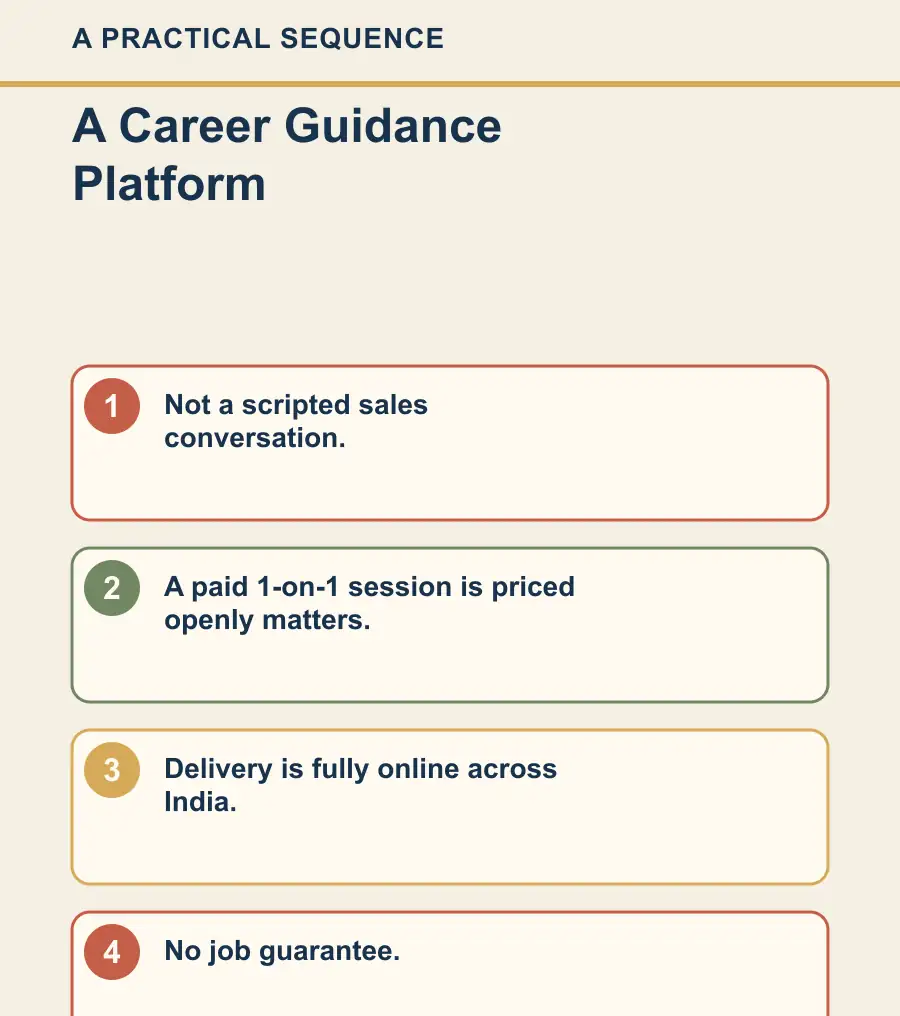 A PRACTICAL SEQUENCE
A Career Guidance
Platform
1
Not a scripted sales
conversation.
2
A paid 1-on-1 session is priced
openly matters.
3
Delivery is fully online across
India.
4
No job guarantee.